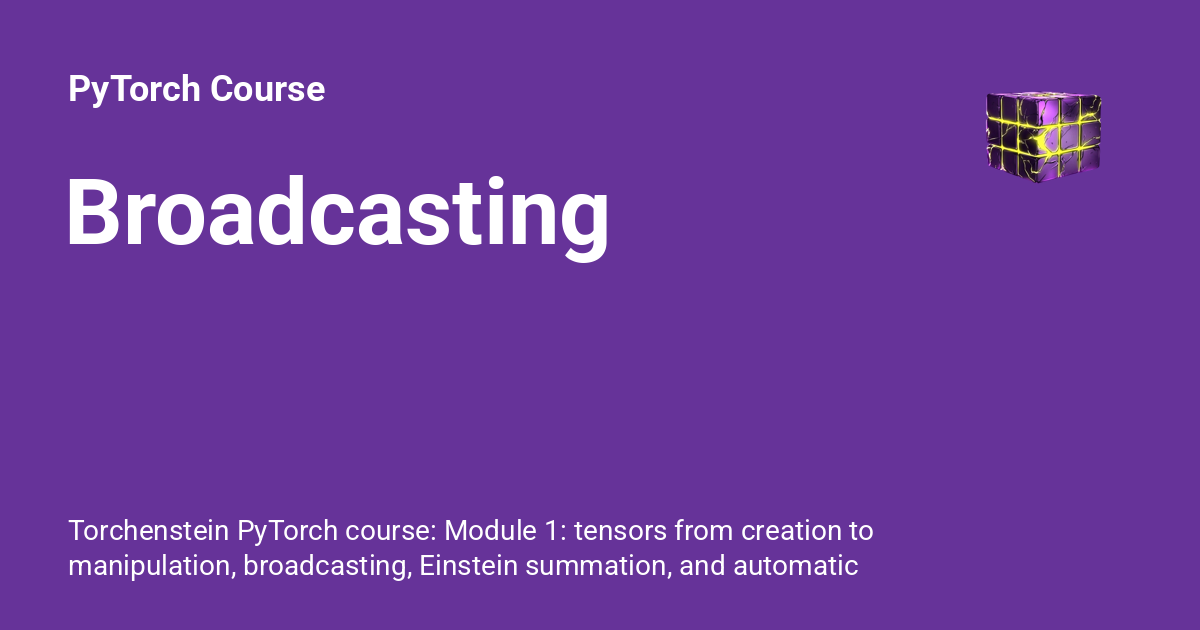 PyTorch Course
Broadcasting
Torchenstein PyTorch course: Module 1: tensors from creation to
manipulation, broadcasting, Einstein summation, and automatic